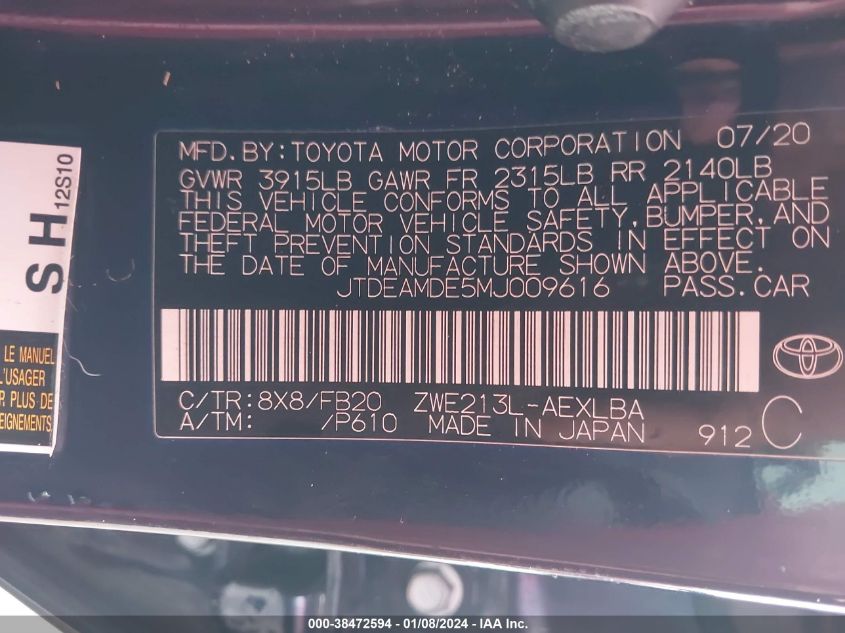 MFD.BY:TOYOTA MOTOR CORPORATION 07/20
GVWR 3915LB GAWR FR 2315LB RR 2140LB
THIS VEHICLE CONFORMS TO ALL APPLICABLE
FEDERAL MOTOR VEHICLE SAFETY,BUMPER,AND
THEFT PREVENTION STANDARDS IN EFFECT ON
THE DATE OF MANUFACTURE SHOWN ABOVE.
JTDEAMDE5MJ009616 PASS.CAR
C/TR:8X8/FB20 ZWE213L-AEXLBA
A/TM: /P610 MADE IN JAPAN 912 C
SH
12S10
LE MANUEL
L'USAGER
R PLUS DE
EIGNEMENTS
000-38472594 - 01/08/2024 - IAA Inc.